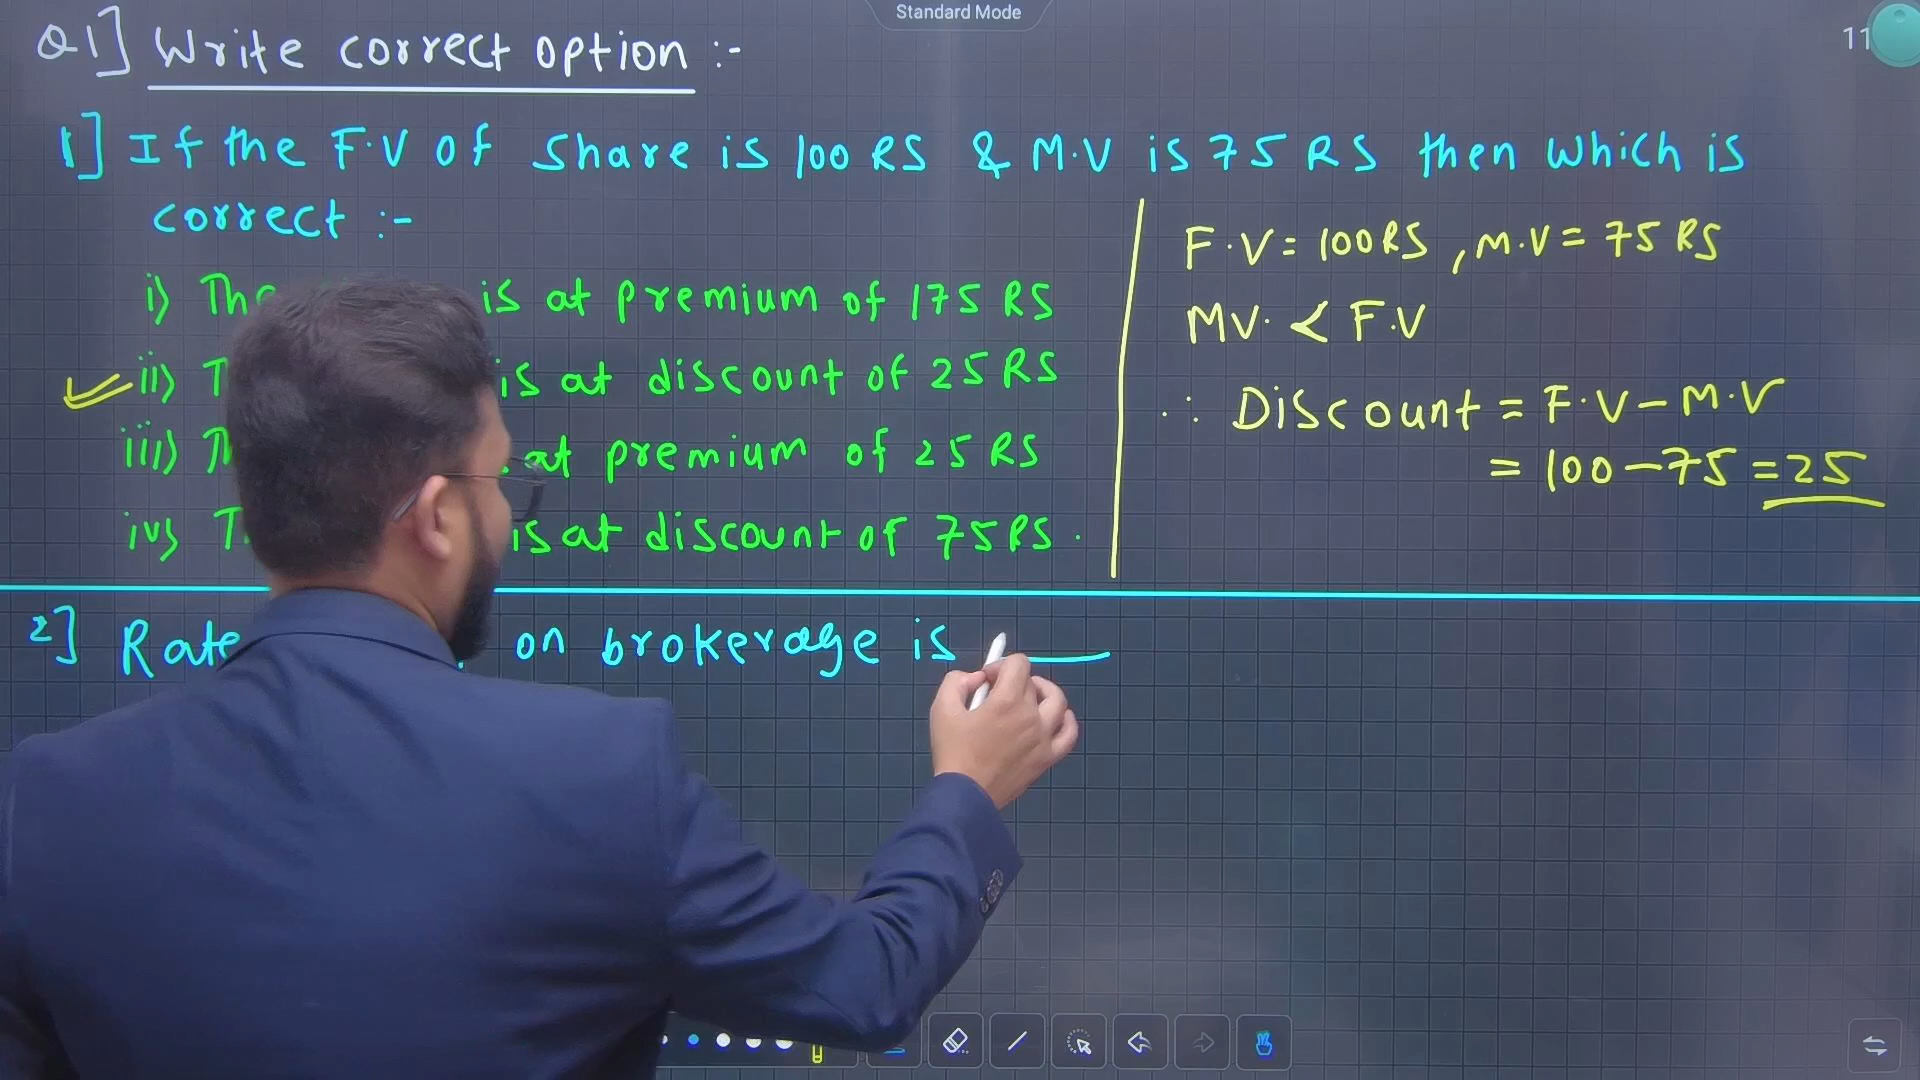 Standard Mode
11
Q1] Write correct option :-
1] If the F.V of share is 100 RS & M.V is 75 RS then which is
correct :-
i) The is at premium of 175 RS
ii) is at discount of 25 RS
iii) at premium of 25 RS
iv) is at discount of 75 RS.
F.V = 100 RS, M.V = 75 RS
MV. < F.V
∴ Discount = F.V - M.V
= 100 - 75 = 25
2] Rate on brokerage is ___